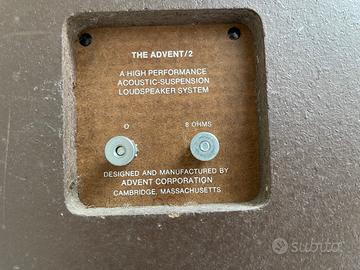 THE ADVENT/2
A HIGH PERFORMANCE
ACOUSTIC-SUSPENSION
LOUDSPEAKER SYSTEM
8 OHMS
DESIGNED AND MANUFACTURED BY
ADVENT CORPORATION
CAMBRIDGE, MASSACHUSETTS
subito